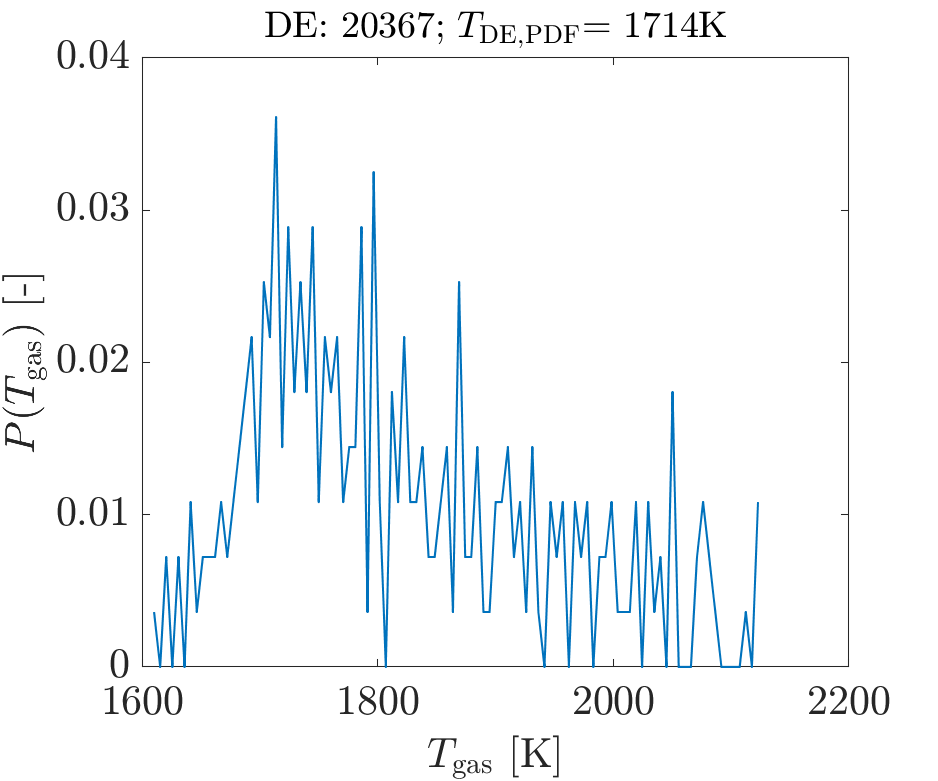 DE: 20367; T_DE,PDF= 1714K
0.04
0.03
0.02
0.01
0
P(T_gas) [-]
1600 1800 2000 2200
T_gas [K]